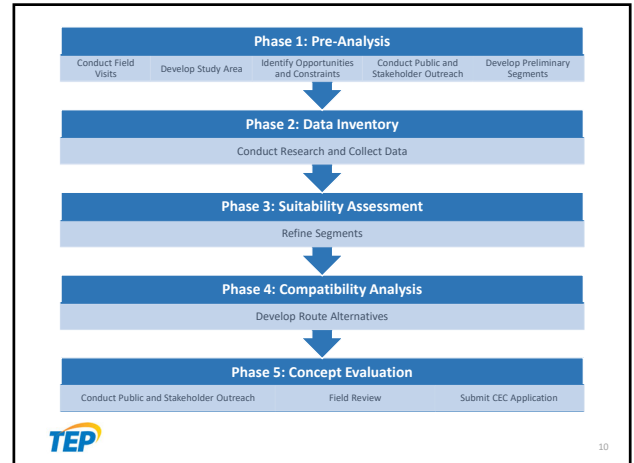 Phase 1: Pre-Analysis
Conduct Field
Visits
Develop Study Area
Identify Opportunities
and Constraints
Conduct Public and
Stakeholder Outreach
Develop Preliminary
Segments
Phase 2: Data Inventory
Conduct Research and Collect Data
Phase 3: Suitability Assessment
Refine Segments
Phase 4: Compatibility Analysis
Develop Route Alternatives
Phase 5: Concept Evaluation
Conduct Public and Stakeholder Outreach
Field Review
Submit CEC Application
TEP
10